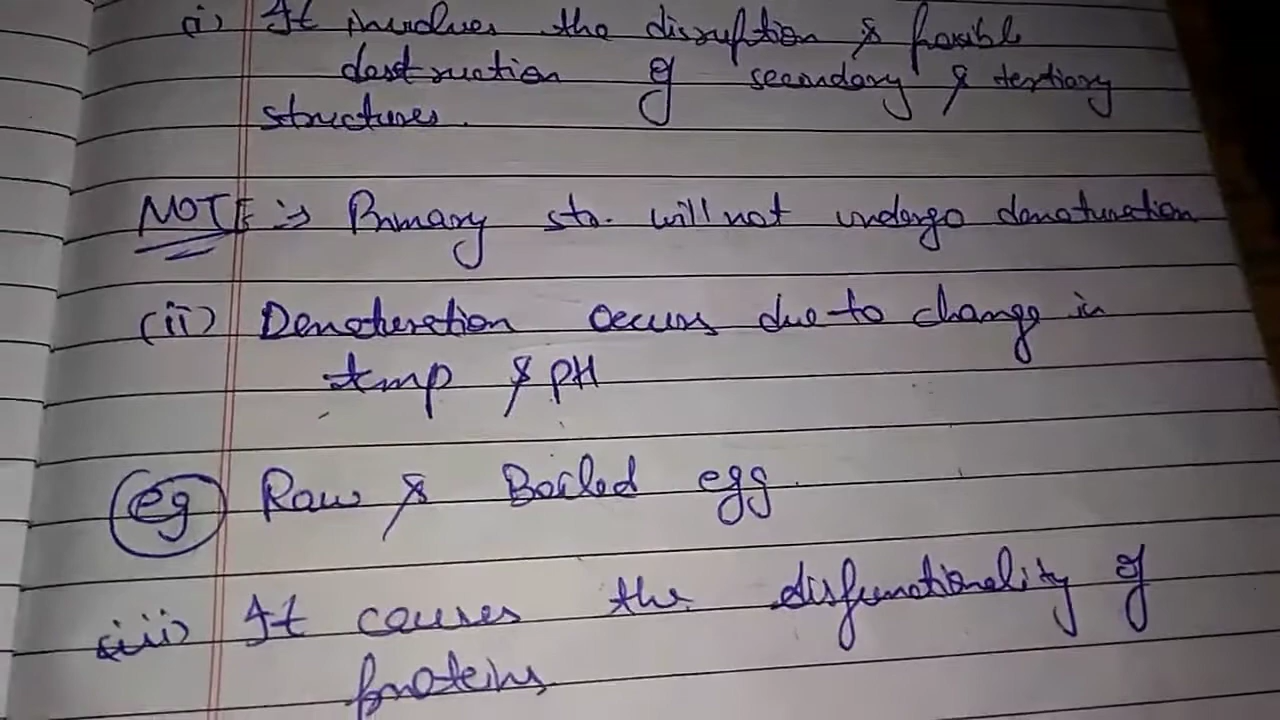 (i) It involves the disruption & possible
destruction of secondary & tertiary
structures.
NOTE :→ Primary str. will not undergo denaturation
(ii) Denaturation occurs due to change in
temp & PH
eg Raw & Boiled egg.
(iii) It causes the disfunctionality of
proteins